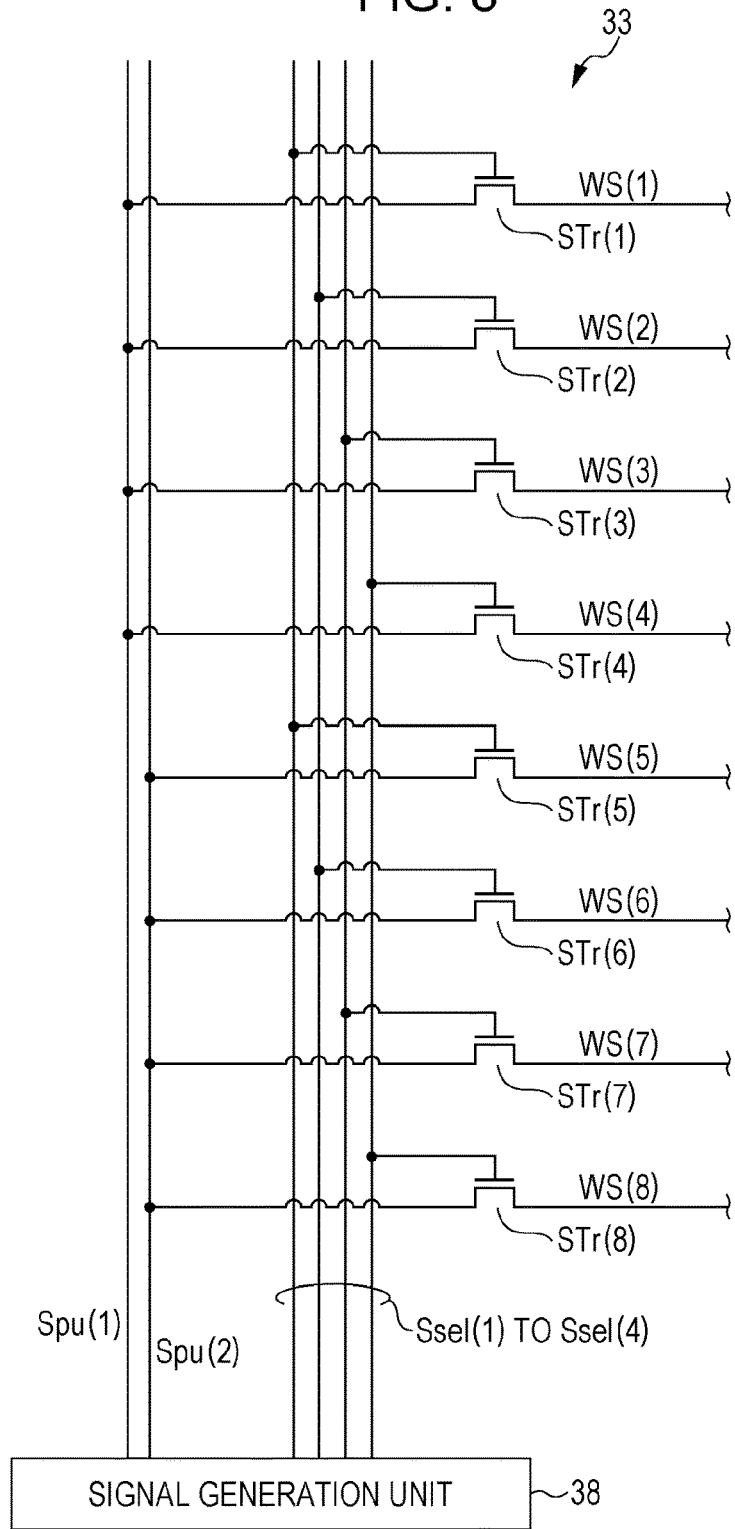 FIG. 8
33
WS(1)
STr(1)
WS(2)
STr(2)
WS(3)
STr(3)
WS(4)
STr(4)
WS(5)
STr(5)
WS(6)
STr(6)
WS(7)
STr(7)
WS(8)
STr(8)
Spu(1)
Spu(2)
Ssel(1) TO Ssel(4)
SIGNAL GENERATION UNIT
38